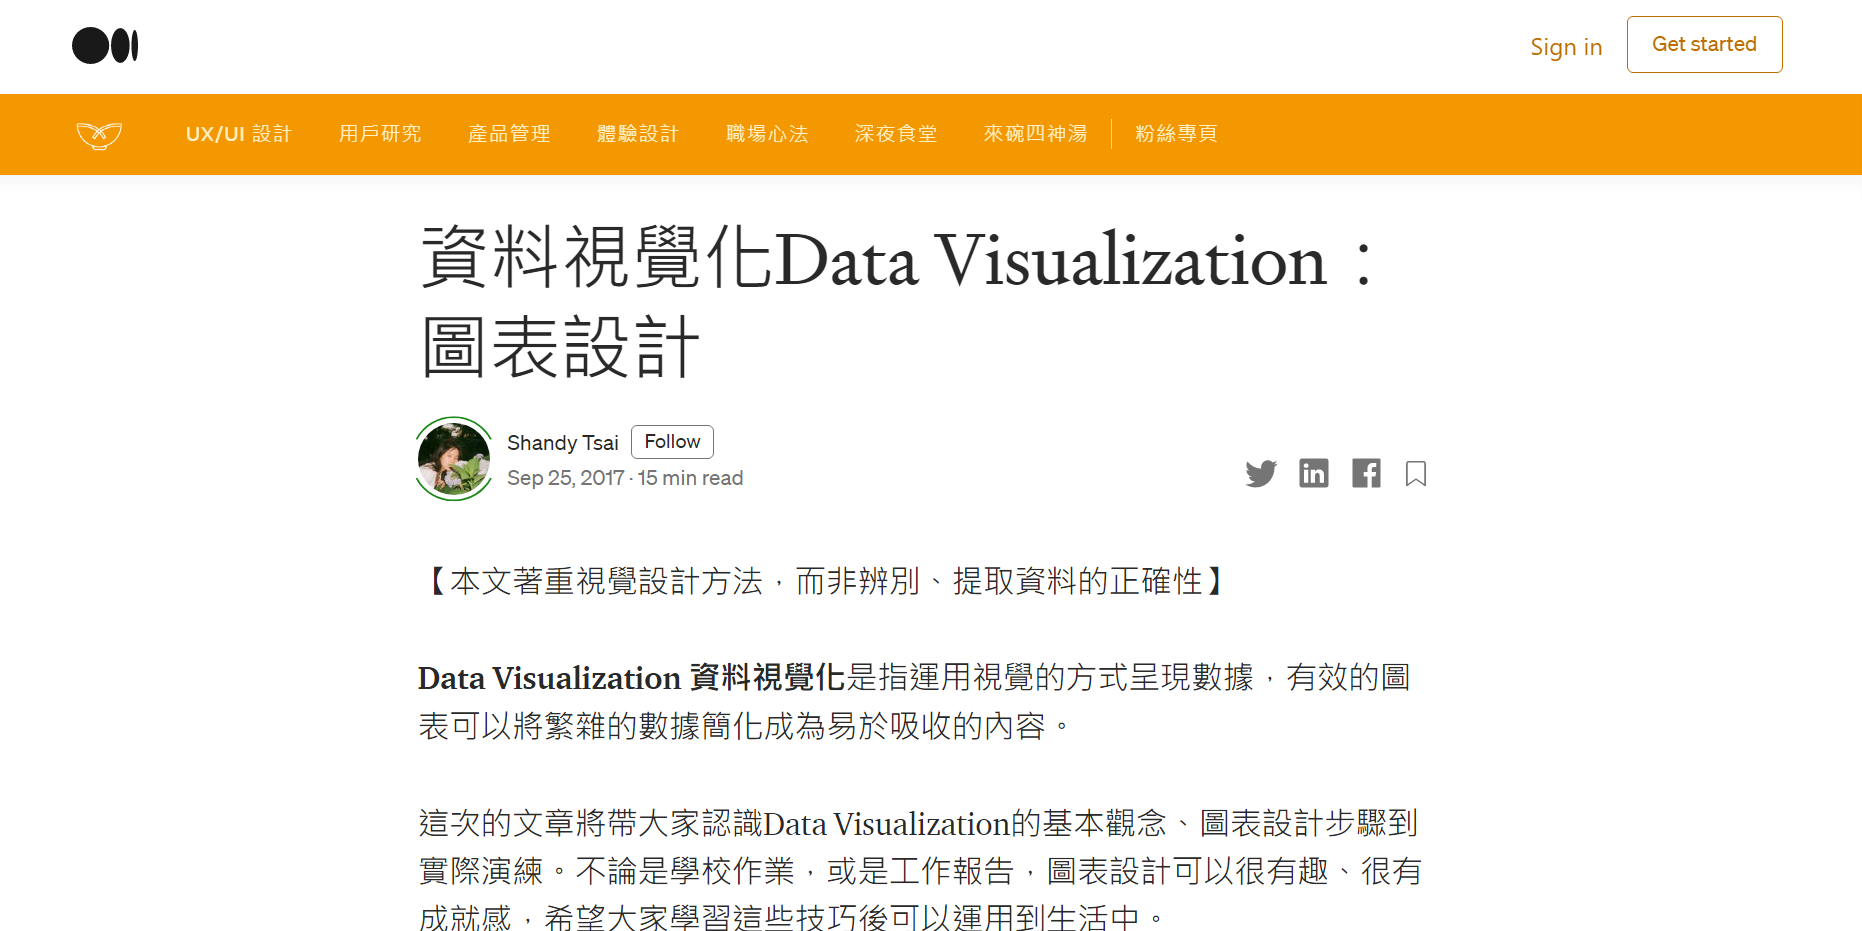 Sign in
Get started
UX/UI 設計 用戶研究 產品管理 體驗設計 職場心法 深夜食堂 來碗四神湯 粉絲專頁
資料視覺化Data Visualization：
圖表設計
Shandy Tsai Follow
Sep 25, 2017 · 15 min read
【本文著重視覺設計方法，而非辨別、提取資料的正確性】
Data Visualization 資料視覺化是指運用視覺的方式呈現數據，有效的圖
表可以將繁雜的數據簡化成為易於吸收的內容。
這次的文章將帶大家認識Data Visualization的基本觀念、圖表設計步驟到
實際演練。不論是學校作業，或是工作報告，圖表設計可以很有趣、很有
成就感，希望大家學習這些技巧後可以運用到生活中。